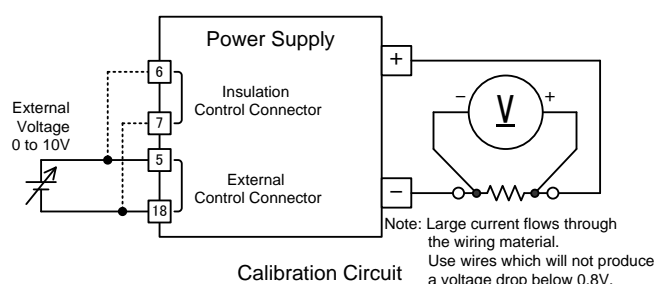 Power Supply
6
Insulation
Control Connector
7
External
Voltage
0 to 10V
5
External
Control Connector
18
+
−
− V +
Note: Large current flows through
the wiring material.
Use wires which will not produce
a voltage drop below 0.8V.
Calibration Circuit